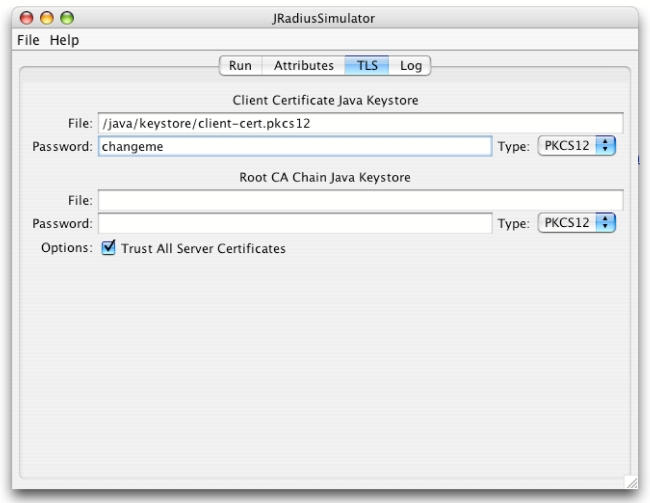 JRadiusSimulator
File Help
Run Attributes TLS Log
Client Certificate Java Keystore
File: /java/keystore/client-cert.pkcs12
Password: changeme Type: PKCS12
Root CA Chain Java Keystore
File:
Password: Type: PKCS12
Options: Trust All Server Certificates